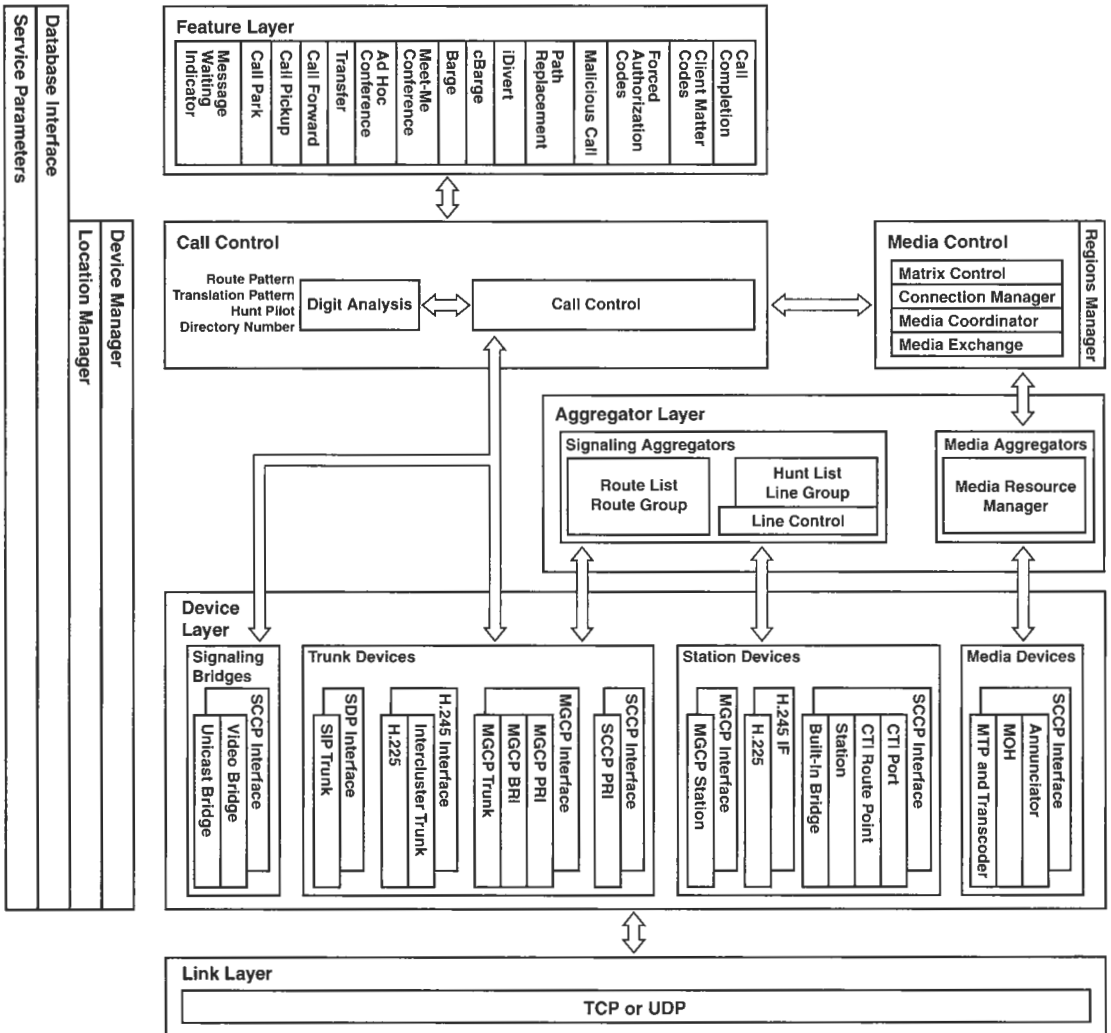 Service Parameters
Database Interface
Location Manager
Device Manager
Feature Layer
Message
Waiting
Indicator
Call Park
Call Pickup
Call Forward
Transfer
Ad Hoc
Conference
Meet-Me
Conference
Barge
cBarge
iDivert
Path
Replacement
Malicious Call
Forced
Authorization
Codes
Client Matter
Codes
Call
Completion
Call Control
Route Pattern
Translation Pattern
Hunt Pilot
Directory Number
Digit Analysis
Call Control
Media Control
Matrix Control
Connection Manager
Media Coordinator
Media Exchange
Regions Manager
Aggregator Layer
Signaling Aggregators
Route List
Route Group
Hunt List
Line Group
Line Control
Media Aggregators
Media Resource
Manager
Device
Layer
Signaling
Bridges
Unicast Bridge
Video Bridge
SCCP Interface
Trunk Devices
SIP Trunk
SDP Interface
H.225
Intercluster Trunk
H.245 Interface
MGCP Trunk
MGCP BRI
MGCP PRI
MGCP Interface
SCCP PRI
SCCP Interface
Station Devices
MGCP Station
MGCP Interface
H.225
H.245 IF
Built-In Bridge
Station
CTI Route Point
CTI Port
SCCP Interface
Media Devices
MTP and Transcoder
MOH
Annunciator
SCCP Interface
Link Layer
TCP or UDP